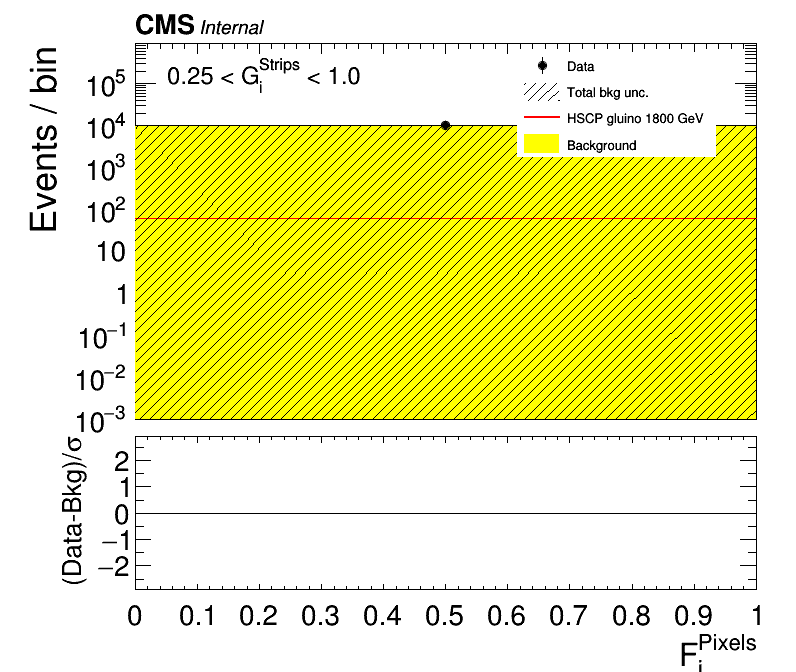 CMS Internal
Events / bin
0.25 < G_i^Strips < 1.0
Data
Total bkg unc.
HSCP gluino 1800 GeV
Background
10^5
10^4
10^3
10^2
10
1
10^−1
10^−2
10^−3
(Data-Bkg)/σ
2
1
0
−1
−2
0 0.1 0.2 0.3 0.4 0.5 0.6 0.7 0.8 0.9 1
F_i^Pixels